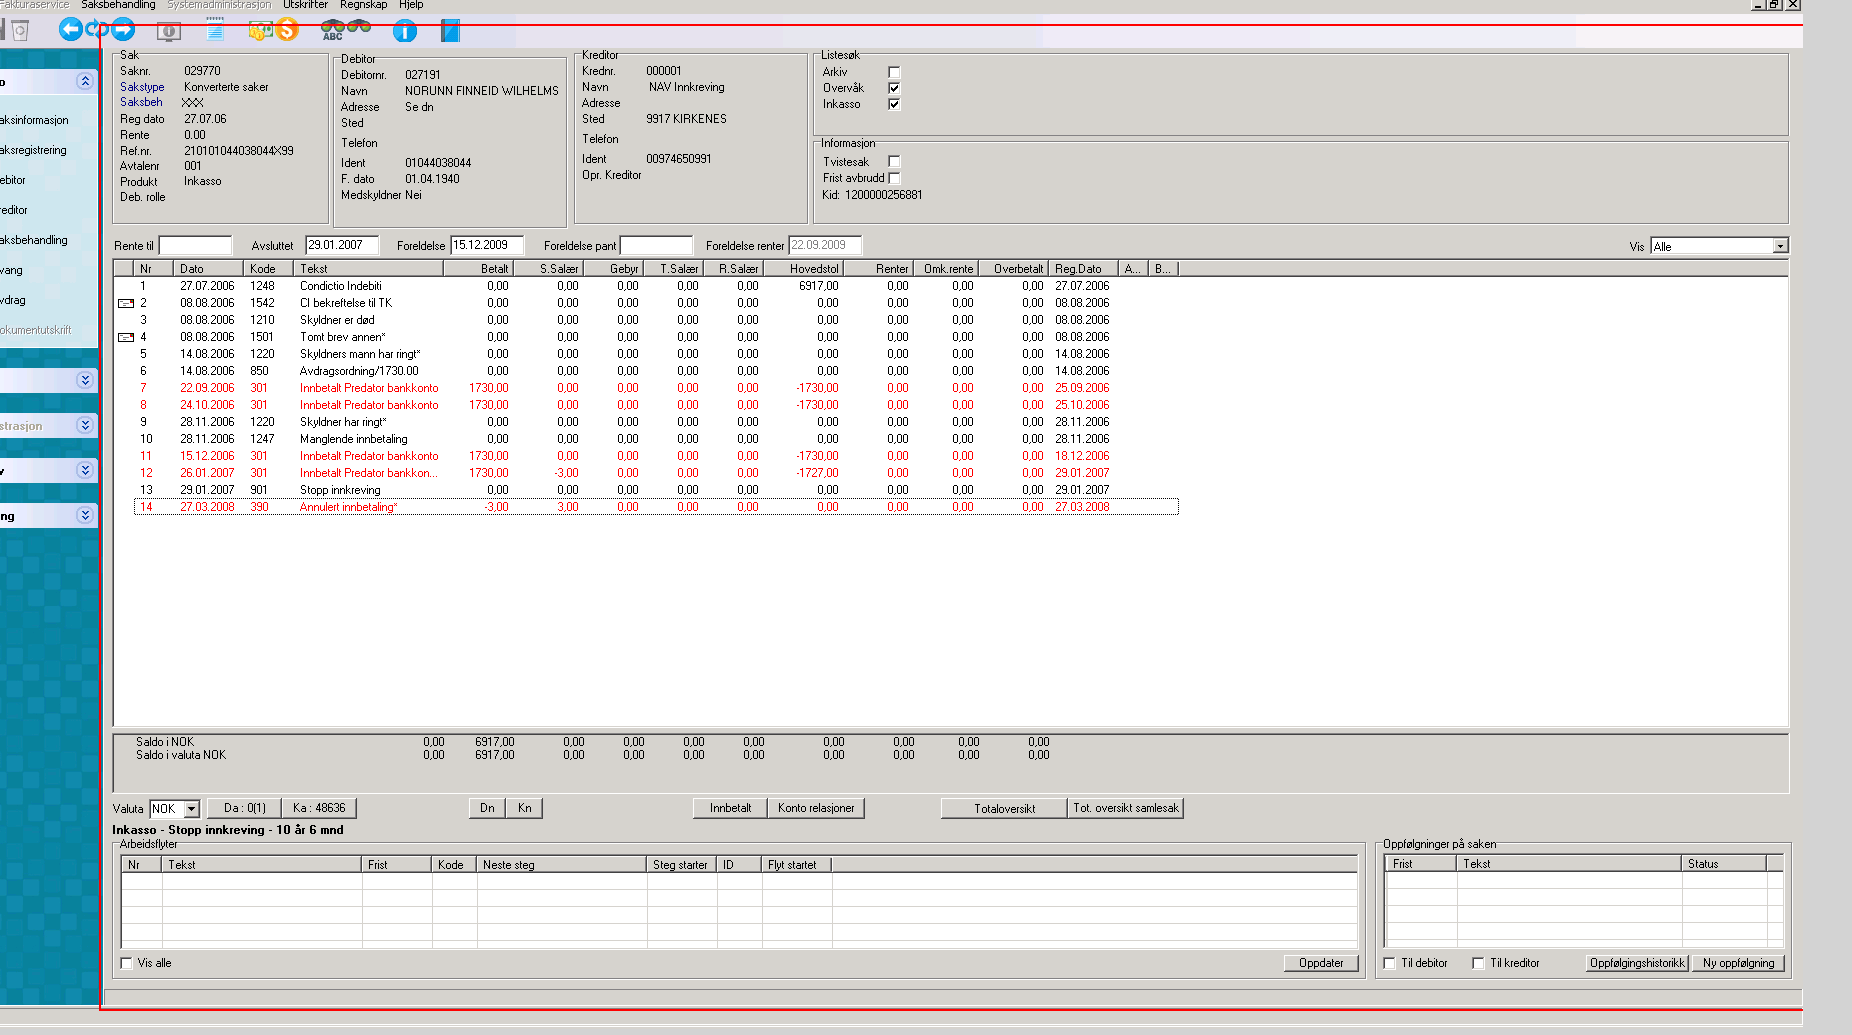 Fakturaservice Saksbehandling Systemadministrasjon Utskrifter Regnskap Hjelp
ABC
aksinformasjon
aksregistrering
ebitor
reditor
aksbehandling
vang
vdrag
okumentutskrift
strasjon
ng
Sak
Saksnr. 029770
Sakstype Konverterte saker
Saksbeh XXX
Reg dato 27.07.06
Rente 0.00
Ref.nr. 210101044038044X99
Avtalenr 001
Produkt Inkasso
Deb. rolle
Debitor
Debitornr. 027191
Navn NORUNN FINNEID WILHELMS
Adresse Se dn
Sted
Telefon
Ident 01044038044
F. dato 01.04.1940
Medskyldner Nei
Kreditor
Krednr. 000001
Navn NAV Innkreving
Adresse
Sted 9917 KIRKENES
Telefon
Ident 00974650991
Opr. Kreditor
Listesøk
Arkiv
Overvåk
Inkasso
Informasjon
Tvistesak
Frist avbrudd
Kid: 1200000256881
Rente til Avsluttet 29.01.2007 Foreldelse 15.12.2009 Foreldelse pant Foreldelse renter 22.09.2009 Vis Alle
Nr Dato Kode Tekst Betalt S.Salær Gebyr T.Salær R.Salær Hovedstol Renter Omk.rente Overbetalt Reg.Dato A... B...
1 27.07.2006 1248 Condictio Indebiti 0,00 0,00 0,00 0,00 0,00 6917,00 0,00 0,00 0,00 27.07.2006
2 08.08.2006 1542 CI bekreftelse til TK 0,00 0,00 0,00 0,00 0,00 0,00 0,00 0,00 0,00 08.08.2006
3 08.08.2006 1210 Skyldner er død 0,00 0,00 0,00 0,00 0,00 0,00 0,00 0,00 0,00 08.08.2006
4 08.08.2006 1501 Tomt brev annen* 0,00 0,00 0,00 0,00 0,00 0,00 0,00 0,00 0,00 08.08.2006
5 14.08.2006 1220 Skyldners mann har ringt* 0,00 0,00 0,00 0,00 0,00 0,00 0,00 0,00 0,00 14.08.2006
6 14.08.2006 850 Avdragsordning/1730.00 0,00 0,00 0,00 0,00 0,00 0,00 0,00 0,00 0,00 14.08.2006
7 22.09.2006 301 Innbetalt Predator bankkonto 1730,00 0,00 0,00 0,00 0,00 -1730,00 0,00 0,00 0,00 25.09.2006
8 24.10.2006 301 Innbetalt Predator bankkonto 1730,00 0,00 0,00 0,00 0,00 -1730,00 0,00 0,00 0,00 25.10.2006
9 28.11.2006 1220 Skyldner har ringt* 0,00 0,00 0,00 0,00 0,00 0,00 0,00 0,00 0,00 28.11.2006
10 28.11.2006 1247 Manglende innbetaling 0,00 0,00 0,00 0,00 0,00 0,00 0,00 0,00 0,00 28.11.2006
11 15.12.2006 301 Innbetalt Predator bankkonto 1730,00 0,00 0,00 0,00 0,00 -1730,00 0,00 0,00 0,00 18.12.2006
12 26.01.2007 301 Innbetalt Predator bankkon... 1730,00 -3,00 0,00 0,00 0,00 -1727,00 0,00 0,00 0,00 29.01.2007
13 29.01.2007 901 Stopp innkreving 0,00 0,00 0,00 0,00 0,00 0,00 0,00 0,00 0,00 29.01.2007
14 27.03.2008 390 Annulert innbetaling* -3,00 3,00 0,00 0,00 0,00 0,00 0,00 0,00 0,00 27.03.2008
Saldo i NOK 0,00 6917,00 0,00 0,00 0,00 0,00 0,00 0,00 0,00 0,00
Saldo i valuta NOK 0,00 6917,00 0,00 0,00 0,00 0,00 0,00 0,00 0,00 0,00
Valuta NOK Da : 0(1) Ka : 48636 Dn Kn Innbetalt Konto relasjoner Totaloversikt Tot. oversikt samlesak
Inkasso - Stopp innkreving - 10 år 6 mnd
Arbeidsflyter
Nr Tekst Frist Kode Neste steg Steg starter ID Flyt startet
Vis alle Oppdater
Oppfølgninger på saken
Frist Tekst Status
Til debitor Til kreditor Oppfølgingshistorikk Ny oppfølgning